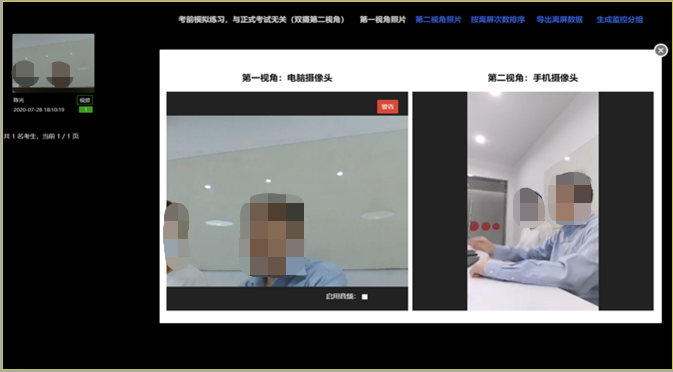 考前模拟练习，与正式考试无关（双摄第二视角） 第一视角照片 第二视角照片 按离屏次数排序 导出离屏数据 生成监控分组
视频
2020-07-28 18:10:19 1
共 1 名考生，当前 1 / 1 页
第一视角：电脑摄像头
警告
启用音频：
第二视角：手机摄像头